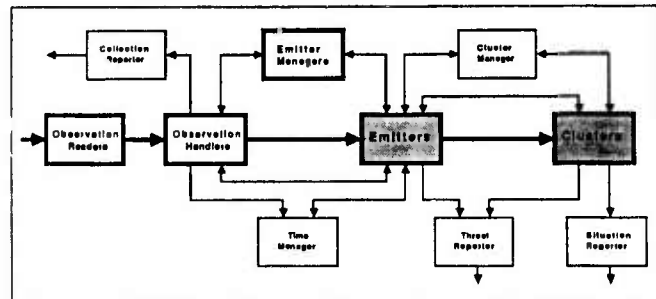 Collection
Reporter
Emitter
Managers
Cluster
Manager
Observation
Readers
Observation
Handlers
Emitters
Clusters
Time
Manager
Threat
Reporter
Situation
Reporter